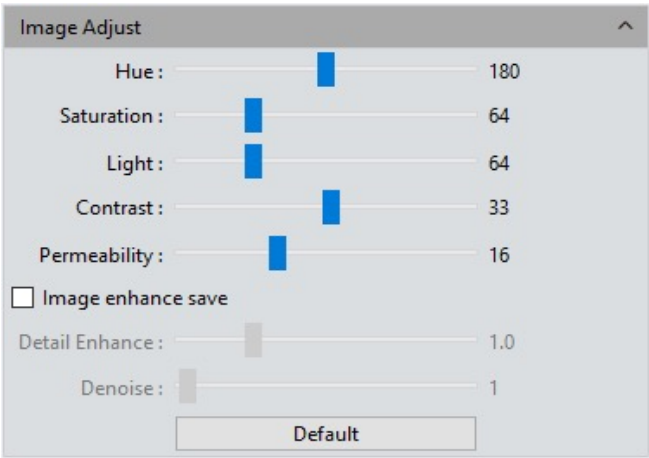 Image Adjust
Hue : 180
Saturation : 64
Light : 64
Contrast : 33
Permeability : 16
Image enhance save
Detail Enhance : 1.0
Denoise : 1
Default